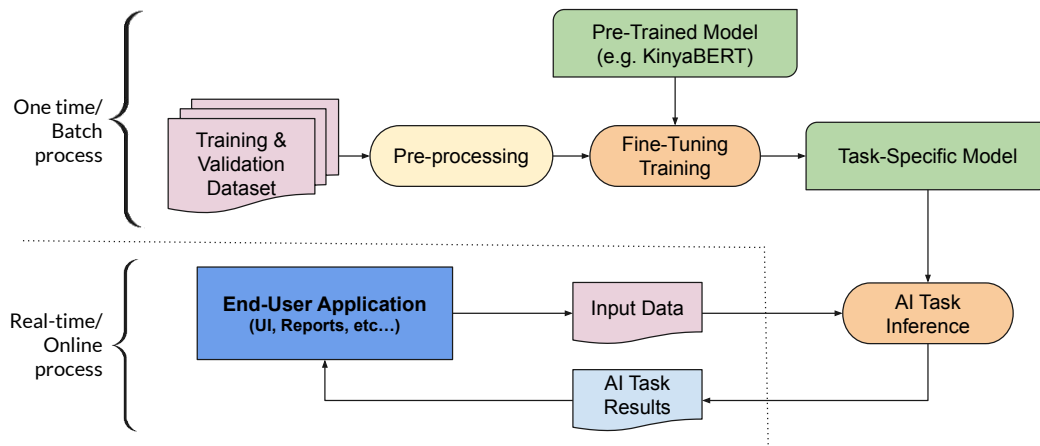 Pre-Trained Model
(e.g. KinyaBERT)
One time/
Batch
process
Training &
Validation
Dataset
Pre-processing
Fine-Tuning
Training
Task-Specific Model
Real-time/
Online
process
End-User Application
(UI, Reports, etc...)
Input Data
AI Task
Inference
AI Task
Results